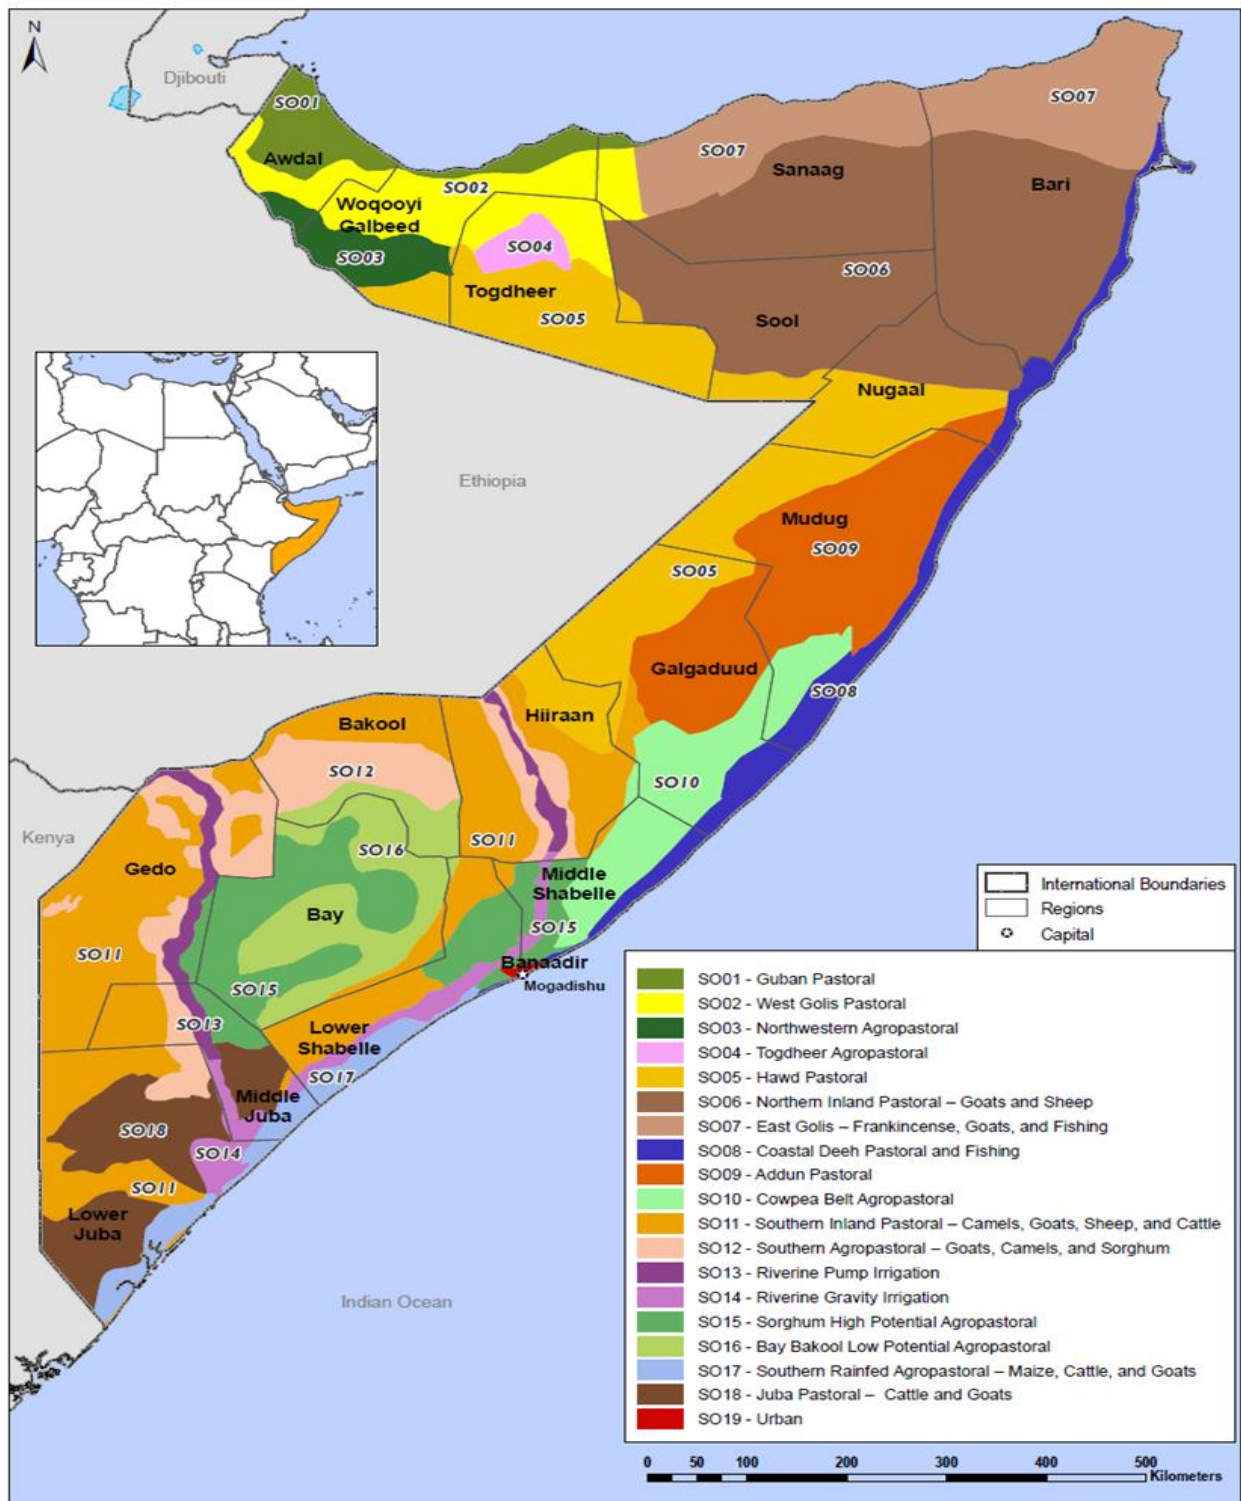 N
Djibouti
SO01
SO07
Awdal
SO07
Sanaag
Bari
SO02
Woqooyi
Galbeed
SO04
SO03
SO06
Togdheer
SO05
Sool
Nugaal
Ethiopia
Mudug
SO09
SO05
Galgaduud
SO08
Hiiraan
Bakool
SO12
SO10
Kenya
SO11
SO16
Gedo
Middle
Shabelle
Bay
SO15
SO11
Banaadir
Mogadishu
SO15
SO13
Lower
Shabelle
SO17
Middle
Juba
SO18
SO14
SO11
Lower
Juba
Indian Ocean
International Boundaries
Regions
Capital
SO01 - Guban Pastoral
SO02 - West Golis Pastoral
SO03 - Northwestern Agropastoral
SO04 - Togdheer Agropastoral
SO05 - Hawd Pastoral
SO06 - Northern Inland Pastoral – Goats and Sheep
SO07 - East Golis – Frankincense, Goats, and Fishing
SO08 - Coastal Deeh Pastoral and Fishing
SO09 - Addun Pastoral
SO10 - Cowpea Belt Agropastoral
SO11 - Southern Inland Pastoral – Camels, Goats, Sheep, and Cattle
SO12 - Southern Agropastoral – Goats, Camels, and Sorghum
SO13 - Riverine Pump Irrigation
SO14 - Riverine Gravity Irrigation
SO15 - Sorghum High Potential Agropastoral
SO16 - Bay Bakool Low Potential Agropastoral
SO17 - Southern Rainfed Agropastoral – Maize, Cattle, and Goats
SO18 - Juba Pastoral – Cattle and Goats
SO19 - Urban
0 50 100 200 300 400 500
Kilometers